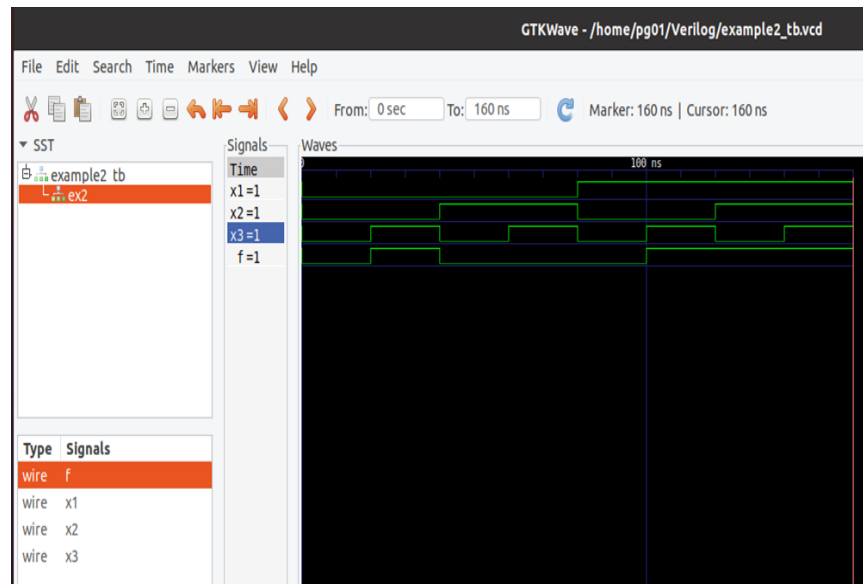 GTKWave - /home/pg01/Verilog/example2_tb.vcd
File Edit Search Time Markers View Help
From: 0 sec To: 160 ns Marker: 160 ns | Cursor: 160 ns
SST
example2_tb
ex2
Signals
Time
x1=1
x2=1
x3=1
f=1
Waves
0
100 ns
Type Signals
wire f
wire x1
wire x2
wire x3